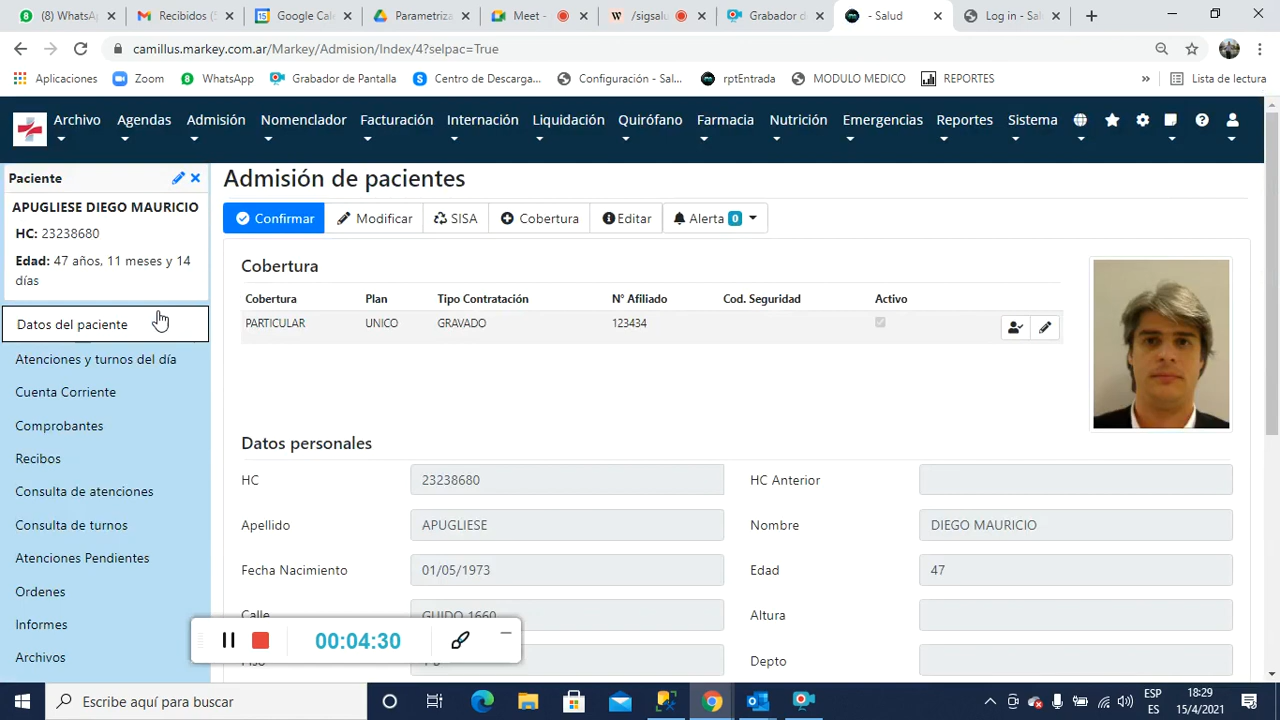 (8) WhatsA
Recibidos (
Google Cal
Parametriza
Meet -
/sigsalu
Grabador d
- Salud
Log in - Sal
camillus.markey.com.ar/Markey/Admision/Index/4?selpac=True
Aplicaciones
Zoom
8 WhatsApp
Grabador de Pantalla
Centro de Descarga...
Configuración - Sal...
rptEntrada
MODULO MEDICO
REPORTES
»
Lista de lectura
Archivo
Agendas
Admisión
Nomenclador
Facturación
Internación
Liquidación
Quirófano
Farmacia
Nutrición
Emergencias
Reportes
Sistema
Paciente
APUGLIESE DIEGO MAURICIO
HC: 23238680
Edad: 47 años, 11 meses y 14
días
Datos del paciente
Atenciones y turnos del día
Cuenta Corriente
Comprobantes
Recibos
Consulta de atenciones
Consulta de turnos
Atenciones Pendientes
Ordenes
Informes
Archivos
Admisión de pacientes
Confirmar
Modificar
SISA
Cobertura
Editar
Alerta 0
Cobertura
Cobertura Plan Tipo Contratación N° Afiliado Cod. Seguridad Activo
PARTICULAR UNICO GRAVADO 123434
Datos personales
HC 23238680 HC Anterior
Apellido APUGLIESE Nombre DIEGO MAURICIO
Fecha Nacimiento 01/05/1973 Edad 47
Calle GUIDO 1660 Altura
Depto
00:04:30
Escribe aquí para buscar
ESP
ES
18:29
15/4/2021